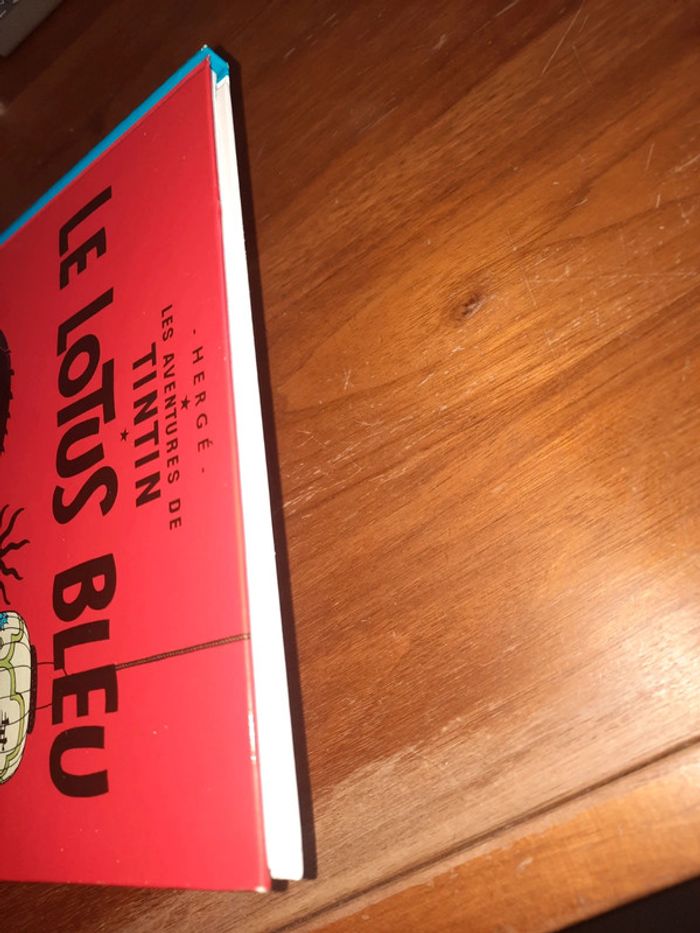 - HERGÉ -
★
LES AVENTURES DE
TINTIN
★
LE LOTUS BLEU